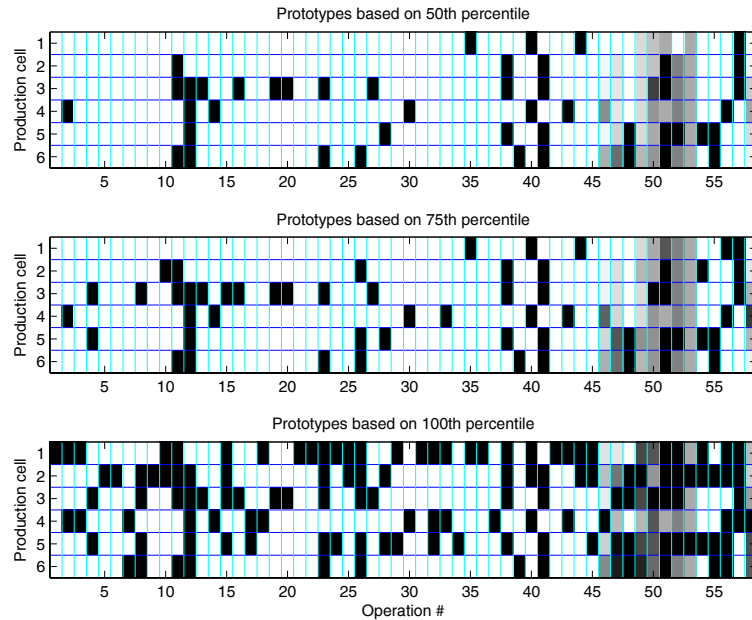 Prototypes based on 50th percentile
Production cell
1
2
3
4
5
6
5 10 15 20 25 30 35 40 45 50 55
Prototypes based on 75th percentile
Production cell
1
2
3
4
5
6
5 10 15 20 25 30 35 40 45 50 55
Prototypes based on 100th percentile
Production cell
1
2
3
4
5
6
5 10 15 20 25 30 35 40 45 50 55
Operation #